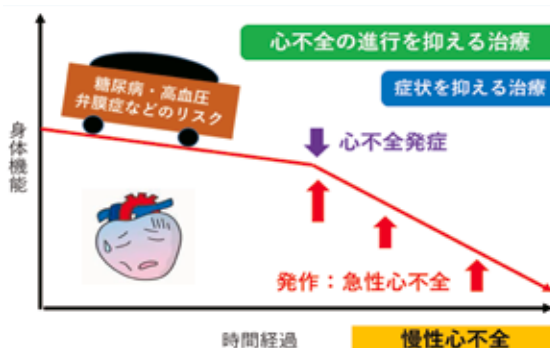 心不全の進行を抑える治療
症状を抑える治療
糖尿病・高血圧
弁膜症などのリスク
身体機能
心不全発症
発作：急性心不全
時間経過
慢性心不全